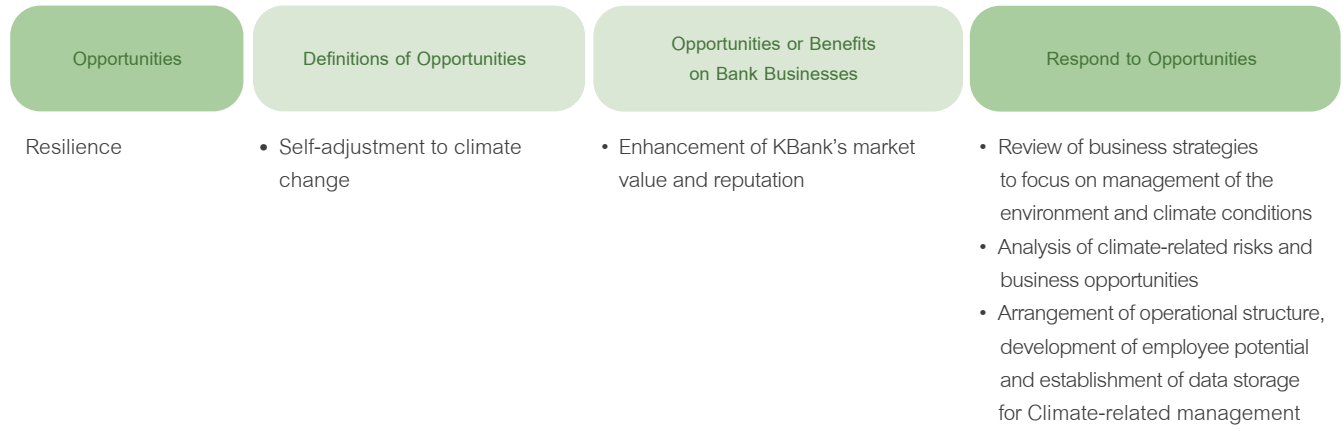 Opportunities
Definitions of Opportunities
Opportunities or Benefits
on Bank Businesses
Respond to Opportunities
Resilience
• Self-adjustment to climate
change
• Enhancement of KBank’s market
value and reputation
• Review of business strategies
to focus on management of the
environment and climate conditions
• Analysis of climate-related risks and
business opportunities
• Arrangement of operational structure,
development of employee potential
and establishment of data storage
for Climate-related management